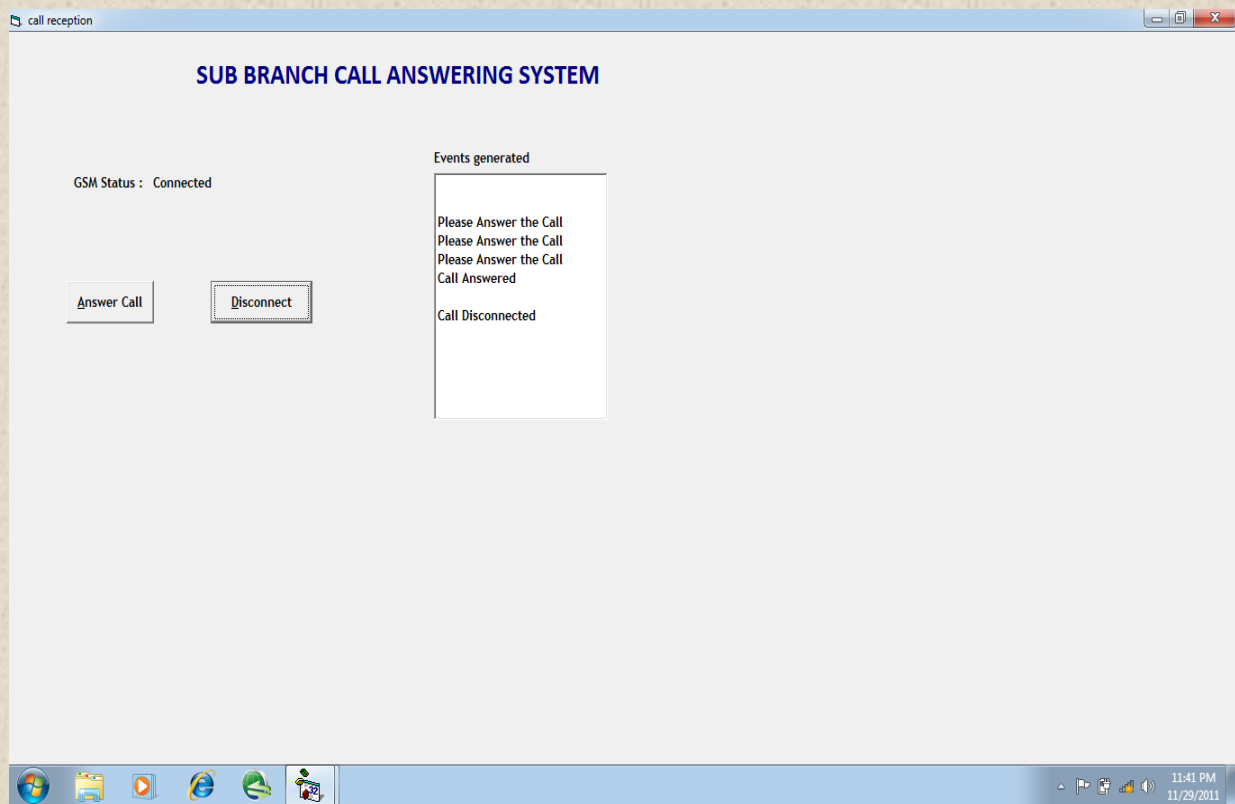 call reception
SUB BRANCH CALL ANSWERING SYSTEM
Events generated
GSM Status : Connected
Please Answer the Call
Please Answer the Call
Please Answer the Call
Call Answered
Answer Call
Disconnect
Call Disconnected
32
11:41 PM
11/29/2011